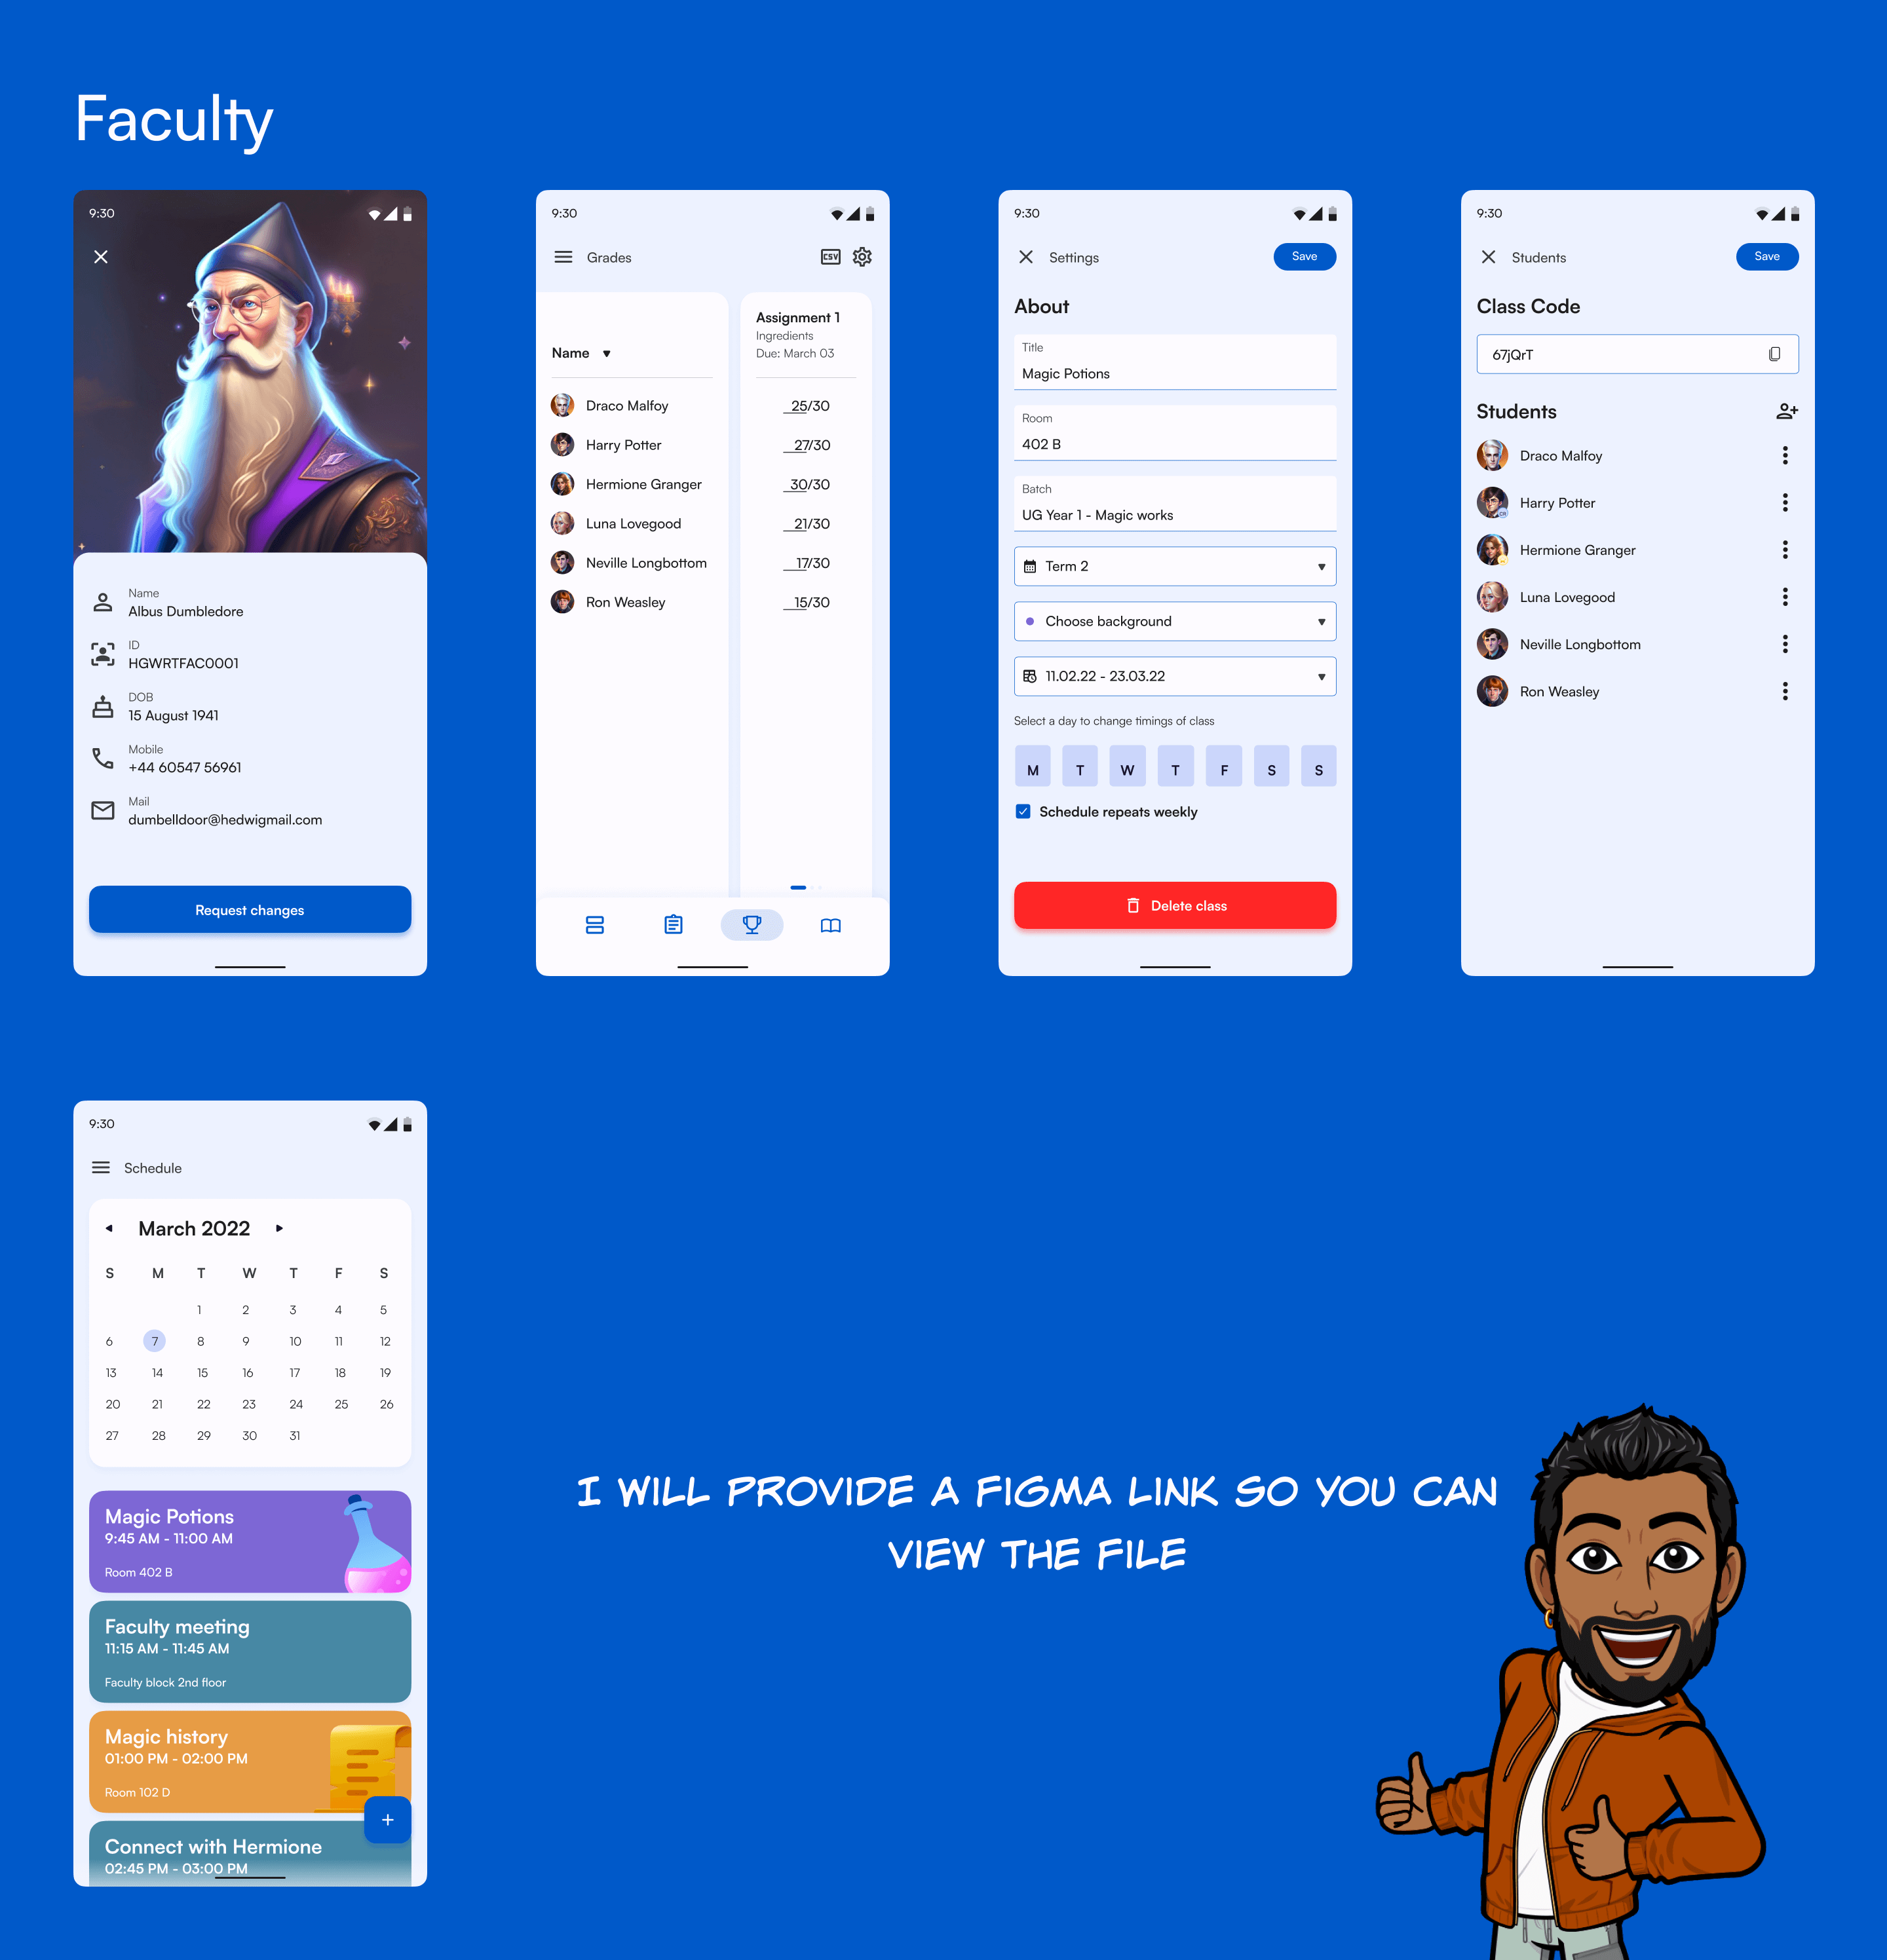 Faculty
9:30
Name
Albus Dumbledore
ID
HGWRTFAC0001
DOB
15 August 1941
Mobile
+44 60547 56961
Mail
dumbelldoor@hedwigmail.com
Request changes
9:30
Grades
CSV
Name
Draco Malfoy
Harry Potter
Hermione Granger
Luna Lovegood
Neville Longbottom
Ron Weasley
Assignment 1
Ingredients
Due: March 03
25/30
27/30
30/30
21/30
17/30
15/30
9:30
Settings
Save
About
Title
Magic Potions
Room
402 B
Batch
UG Year 1 - Magic works
Term 2
Choose background
11.02.22 - 23.03.22
Select a day to change timings of class
M T W T F S S
Schedule repeats weekly
Delete class
9:30
Students
Save
Class Code
67jQrT
Students
Draco Malfoy
Harry Potter
Hermione Granger
Luna Lovegood
Neville Longbottom
Ron Weasley
9:30
Schedule
March 2022
S M T W T F S
1 2 3 4 5
6 7 8 9 10 11 12
13 14 15 16 17 18 19
20 21 22 23 24 25 26
27 28 29 30 31
Magic Potions
9:45 AM - 11:00 AM
Room 402 B
Faculty meeting
11:15 AM - 11:45 AM
Faculty block 2nd floor
Magic history
01:00 PM - 02:00 PM
Room 102 D
+
Connect with Hermione
02:45 PM - 03:00 PM
I WILL PROVIDE A FIGMA LINK SO YOU CAN
VIEW THE FILE